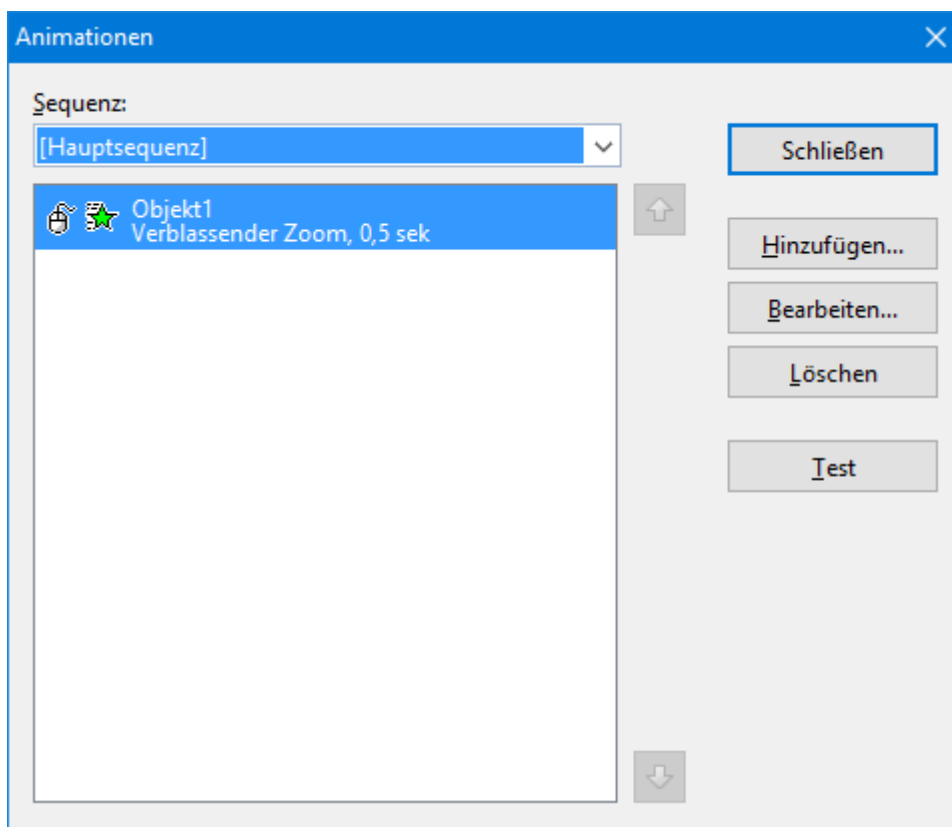 Animationen
Sequenz:
[Hauptsequenz]
Schließen
Objekt1
Verblassender Zoom, 0,5 sek
Hinzufügen...
Bearbeiten...
Löschen
Test